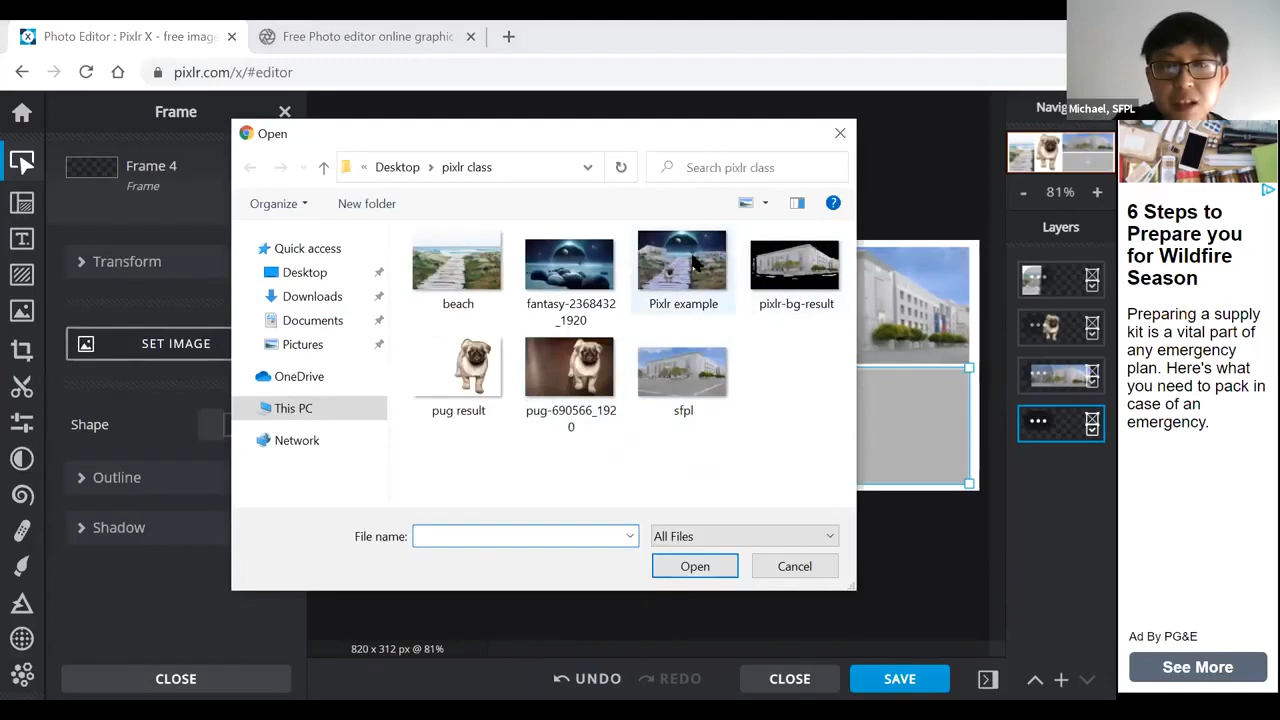 Photo Editor : Pixlr X - free image
Free Photo editor online graphic
Michael, SFPL
pixlr.com/x/#editor
Frame
Navig
Open
Frame 4
Frame
« Desktop pixlr class
Search pixlr class
81%
Organize
New folder
6 Steps to
Prepare you
for Wildfire
Season
Transform
Layers
Quick access
Desktop
Downloads
Documents
Pictures
OneDrive
This PC
Network
beach
fantasy-2368432
_1920
Pixlr example
pixlr-bg-result
pug result
pug-690566_192
0
sfpl
Preparing a supply
kit is a vital part of
any emergency
plan. Here's what
you need to pack in
case of an
emergency.
SET IMAGE
Shape
Outline
Shadow
File name:
All Files
Open
Cancel
820 x 312 px @ 81%
Ad By PG&E
See More
CLOSE
UNDO
REDO
CLOSE
SAVE